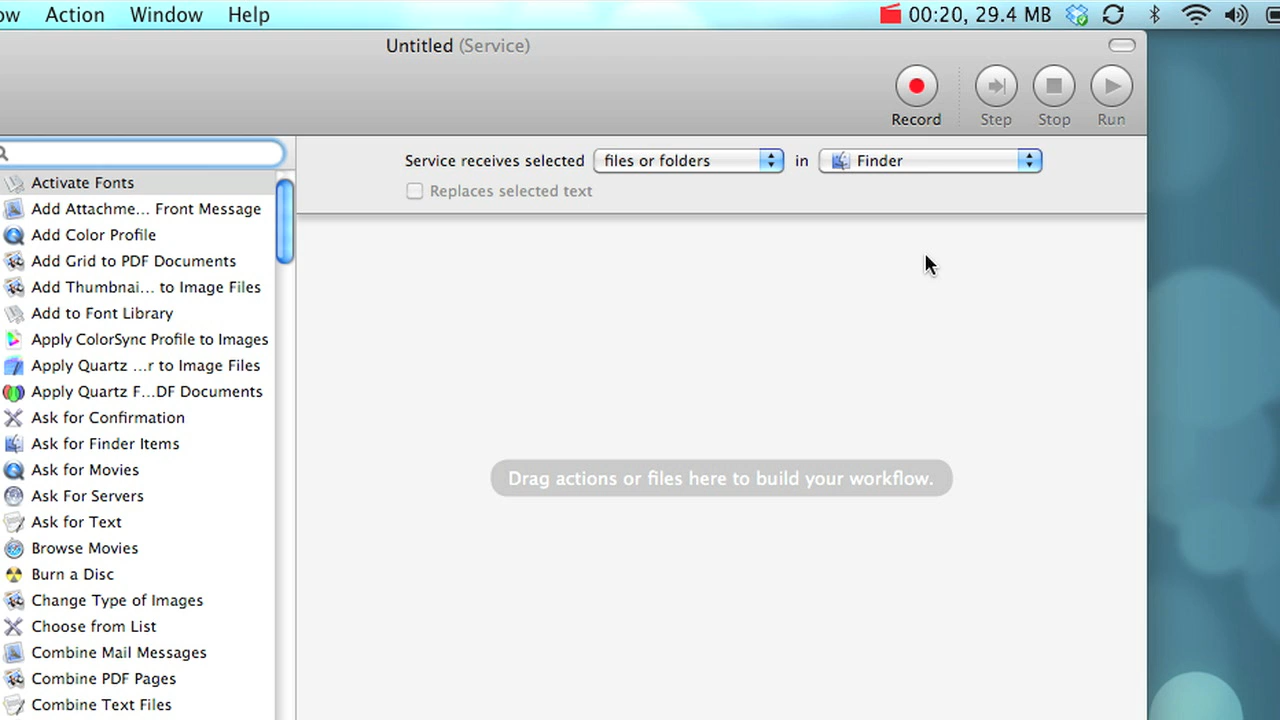 Action Window Help 00:20, 29.4 MB
Untitled (Service)
Record Step Stop Run
Service receives selected files or folders in Finder
Replaces selected text
Activate Fonts
Add Attachme... Front Message
Add Color Profile
Add Grid to PDF Documents
Add Thumbnai... to Image Files
Add to Font Library
Apply ColorSync Profile to Images
Apply Quartz ...r to Image Files
Apply Quartz F...DF Documents
Ask for Confirmation
Ask for Finder Items
Ask for Movies
Ask For Servers
Ask for Text
Browse Movies
Burn a Disc
Change Type of Images
Choose from List
Combine Mail Messages
Combine PDF Pages
Combine Text Files
Drag actions or files here to build your workflow.